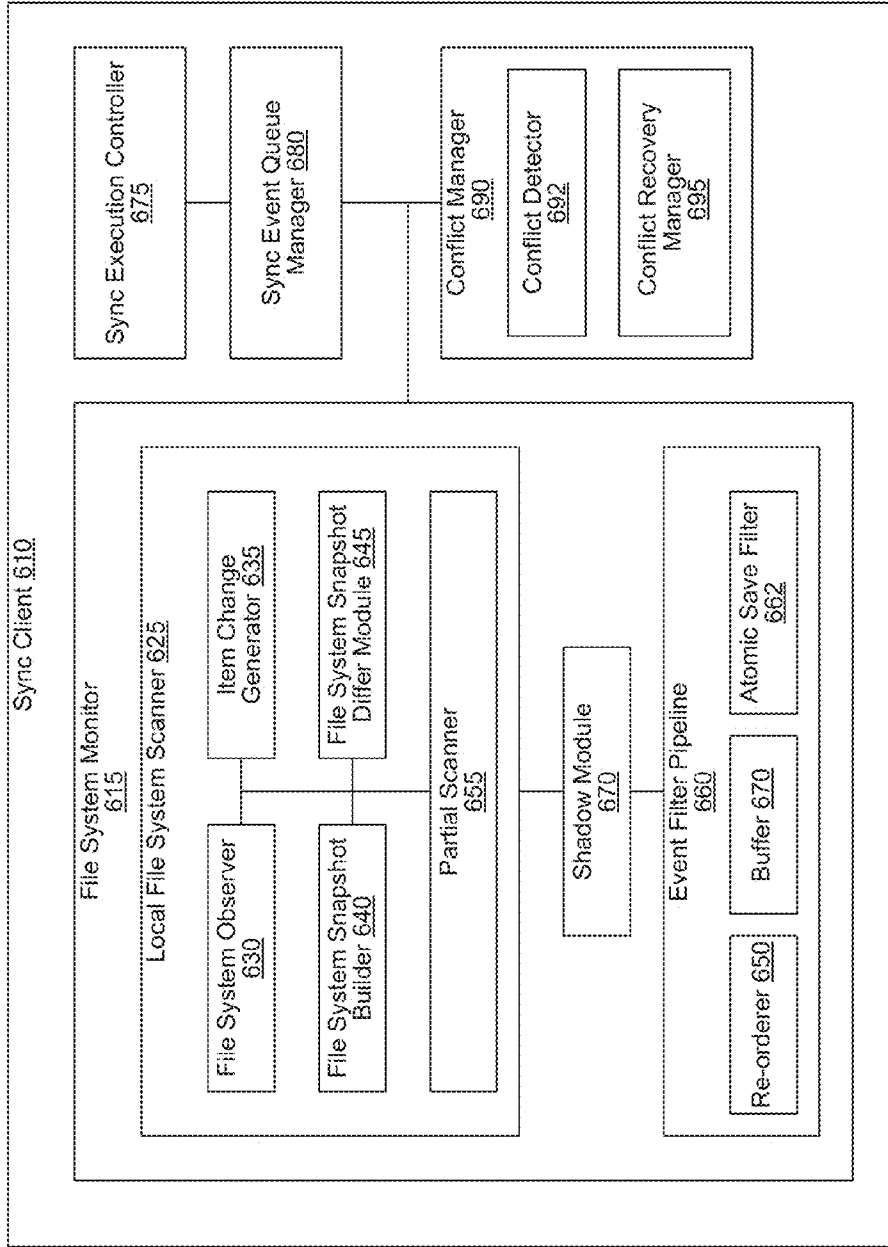 Sync Client 610
File System Monitor
615
Local File System Scanner 625
File System Observer
630
Item Change
Generator 635
File System Snapshot
Builder 640
File System Snapshot
Differ Module 645
Partial Scanner
655
Shadow Module
670
Event Filter Pipeline
660
Re-orderer 650
Buffer 670
Atomic Save Filter
662
Sync Execution Controller
675
Sync Event Queue
Manager 680
Conflict Manager
690
Conflict Detector
692
Conflict Recovery
Manager
695